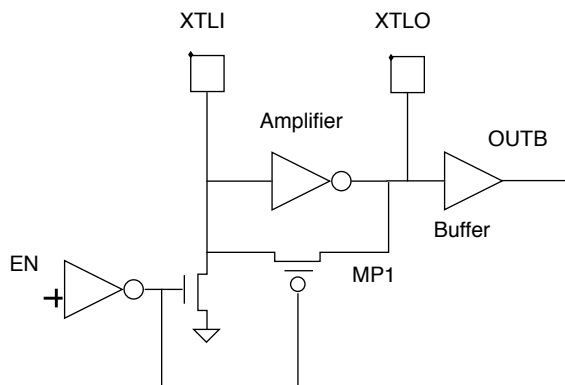 XTLI
XTLO
Amplifier
OUTB
Buffer
EN
MP1